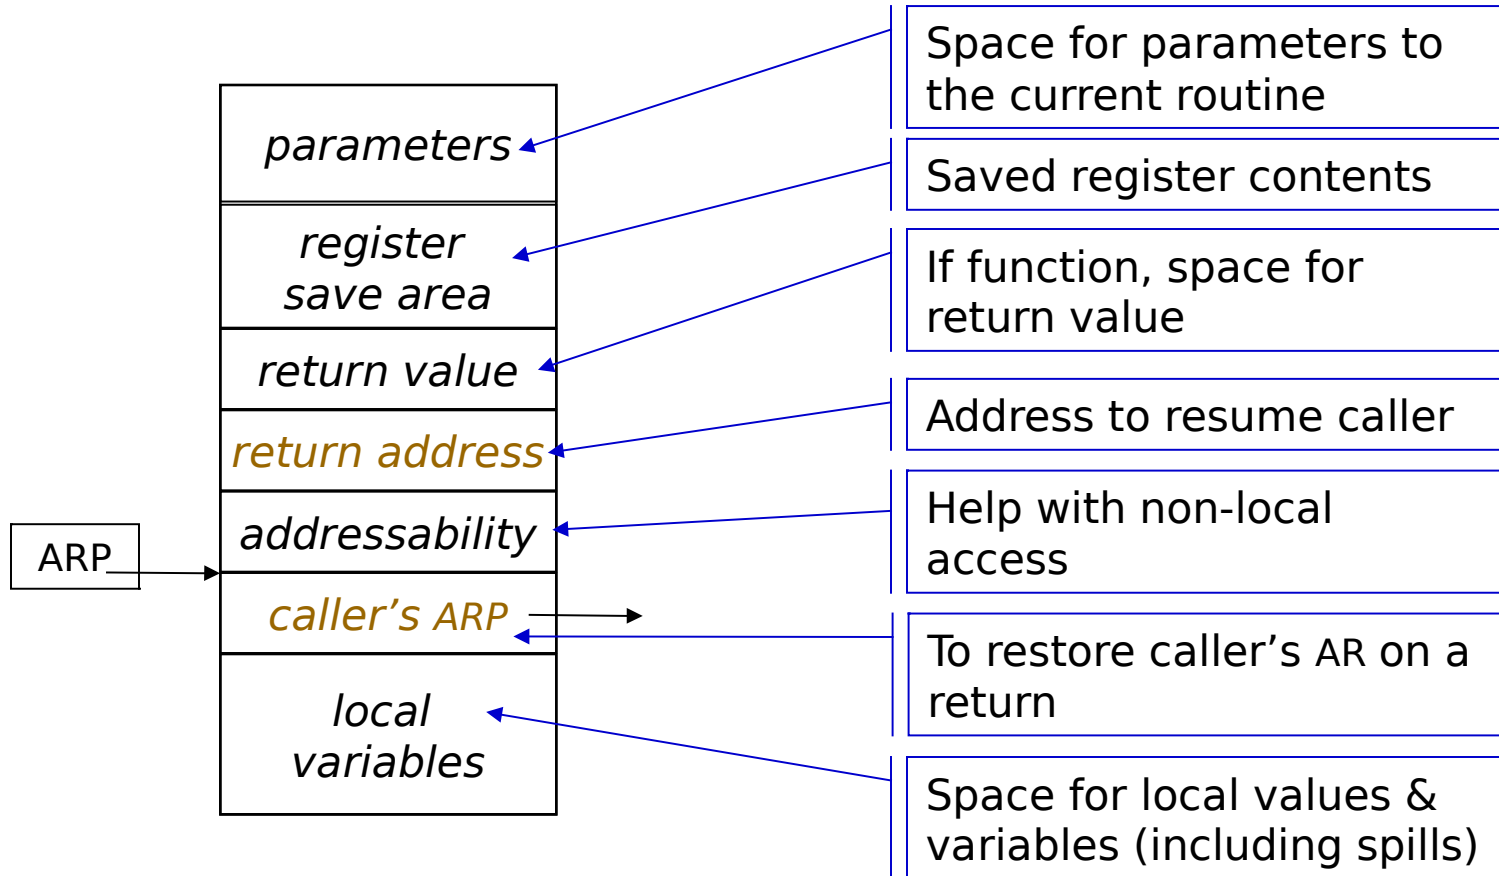 parameters
register
save area
return value
return address
addressability
ARP
caller’s ARP
local
variables
Space for parameters to
the current routine
Saved register contents
If function, space for
return value
Address to resume caller
Help with non-local
access
To restore caller’s AR on a
return
Space for local values &
variables (including spills)